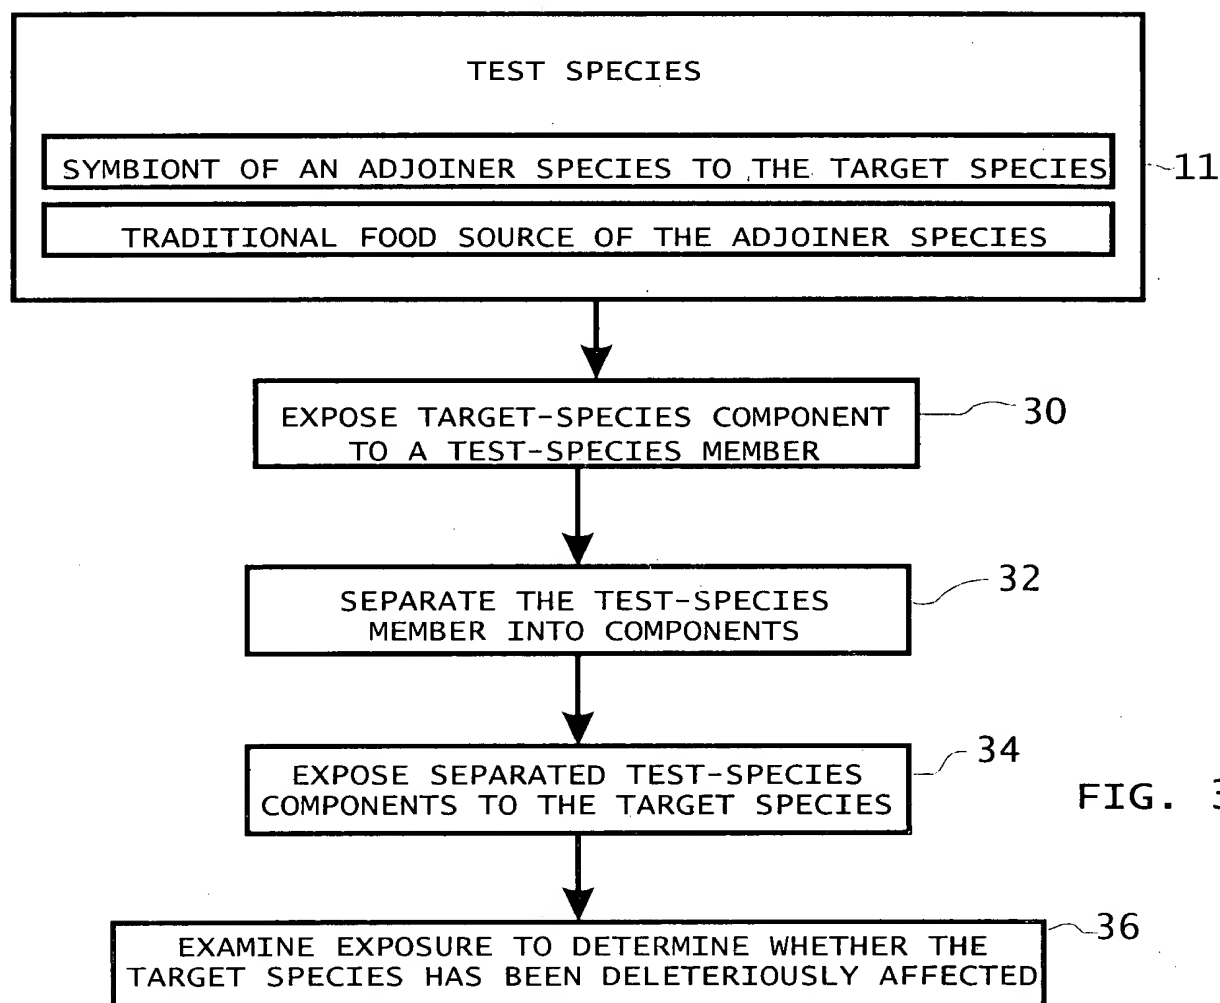 TEST SPECIES
SYMBIONT OF AN ADJOINER SPECIES TO THE TARGET SPECIES
11
TRADITIONAL FOOD SOURCE OF THE ADJOINER SPECIES
EXPOSE TARGET-SPECIES COMPONENT
TO A TEST-SPECIES MEMBER
30
SEPARATE THE TEST-SPECIES
MEMBER INTO COMPONENTS
32
EXPOSE SEPARATED TEST-SPECIES
COMPONENTS TO THE TARGET SPECIES
34
FIG. 3
EXAMINE EXPOSURE TO DETERMINE WHETHER THE
TARGET SPECIES HAS BEEN DELETERIOUSLY AFFECTED
36